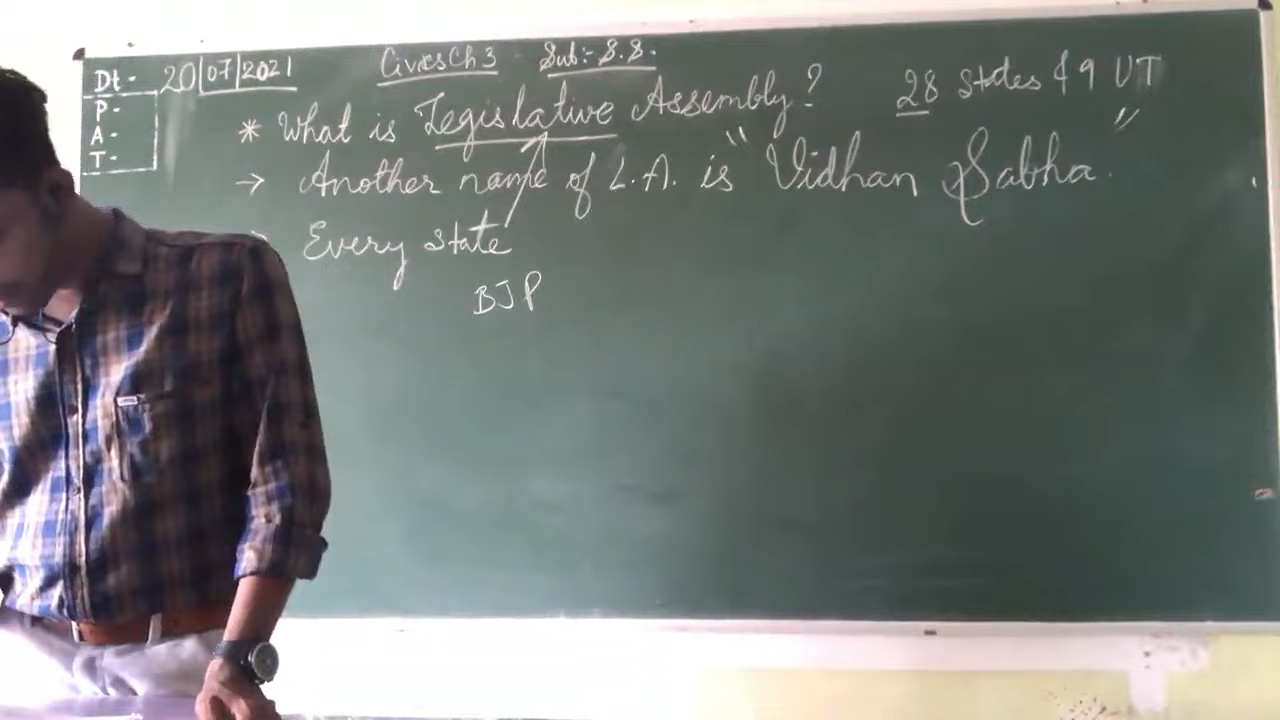 Dt- 20/07/2021 Civics Ch 3 Sub:- S.S.
P-
A-
T-
* What is Legislative Assembly? 28 States & 9 UT
→ Another name of L.A. is "Vidhan Sabha."
→ Every state
BJP